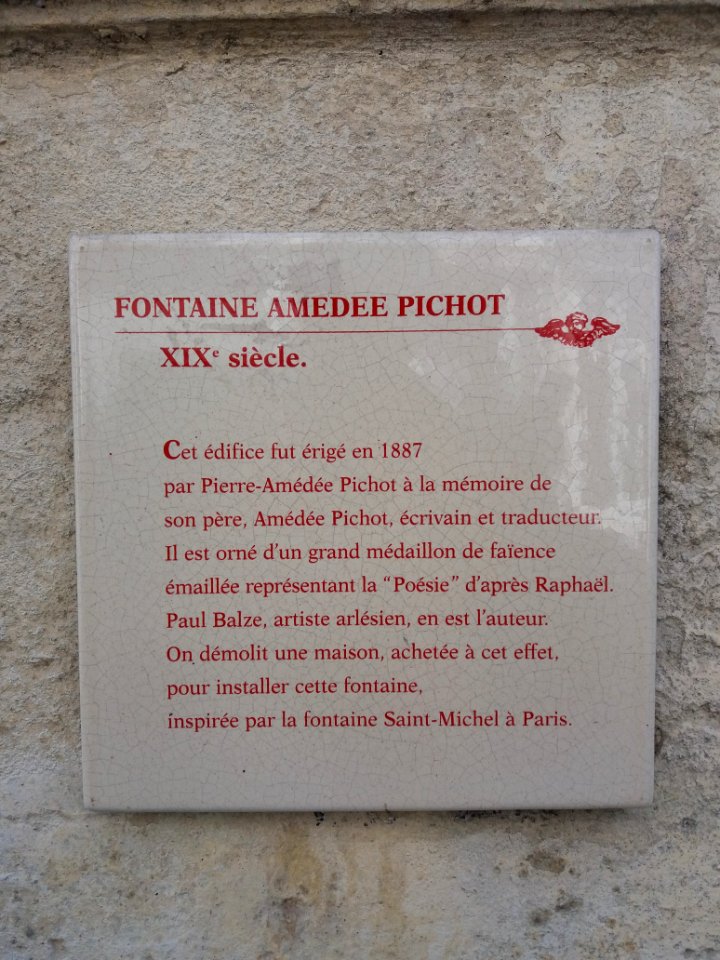 FONTAINE AMEDEE PICHOT
XIXe siècle.
Cet édifice fut érigé en 1887
par Pierre-Amédée Pichot à la mémoire de
son père, Amédée Pichot, écrivain et traducteur.
Il est orné d'un grand médaillon de faïence
émaillée représentant la "Poésie" d'après Raphaël.
Paul Balze, artiste arlésien, en est l'auteur.
On démolit une maison, achetée à cet effet,
pour installer cette fontaine,
inspirée par la fontaine Saint-Michel à Paris.